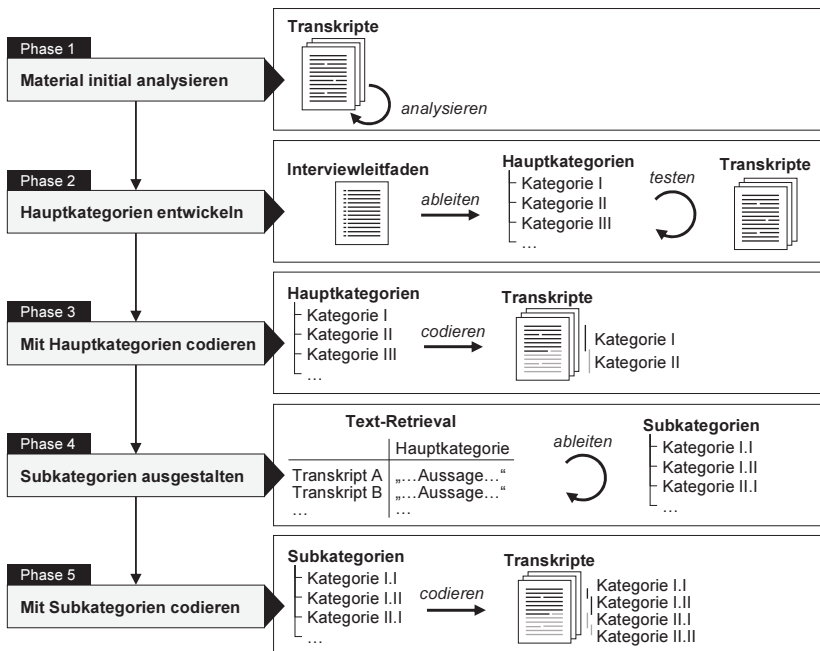 Phase 1
Material initial analysieren
Transkripte
analysieren
Phase 2
Hauptkategorien entwickeln
Interviewleitfaden
ableiten
Hauptkategorien
Kategorie I
Kategorie II
Kategorie III
…
testen
Transkripte
Phase 3
Mit Hauptkategorien codieren
Hauptkategorien
Kategorie I
Kategorie II
Kategorie III
…
codieren
Transkripte
Kategorie I
Kategorie II
Phase 4
Subkategorien ausgestalten
Text-Retrieval
Hauptkategorie
Transkript A „…Aussage…“
Transkript B „…Aussage…“
… …
ableiten
Subkategorien
Kategorie I.I
Kategorie I.II
Kategorie II.I
…
Phase 5
Mit Subkategorien codieren
Subkategorien
Kategorie I.I
Kategorie I.II
Kategorie II.I
…
codieren
Transkripte
Kategorie I.I
Kategorie I.II
Kategorie II.I
Kategorie II.II